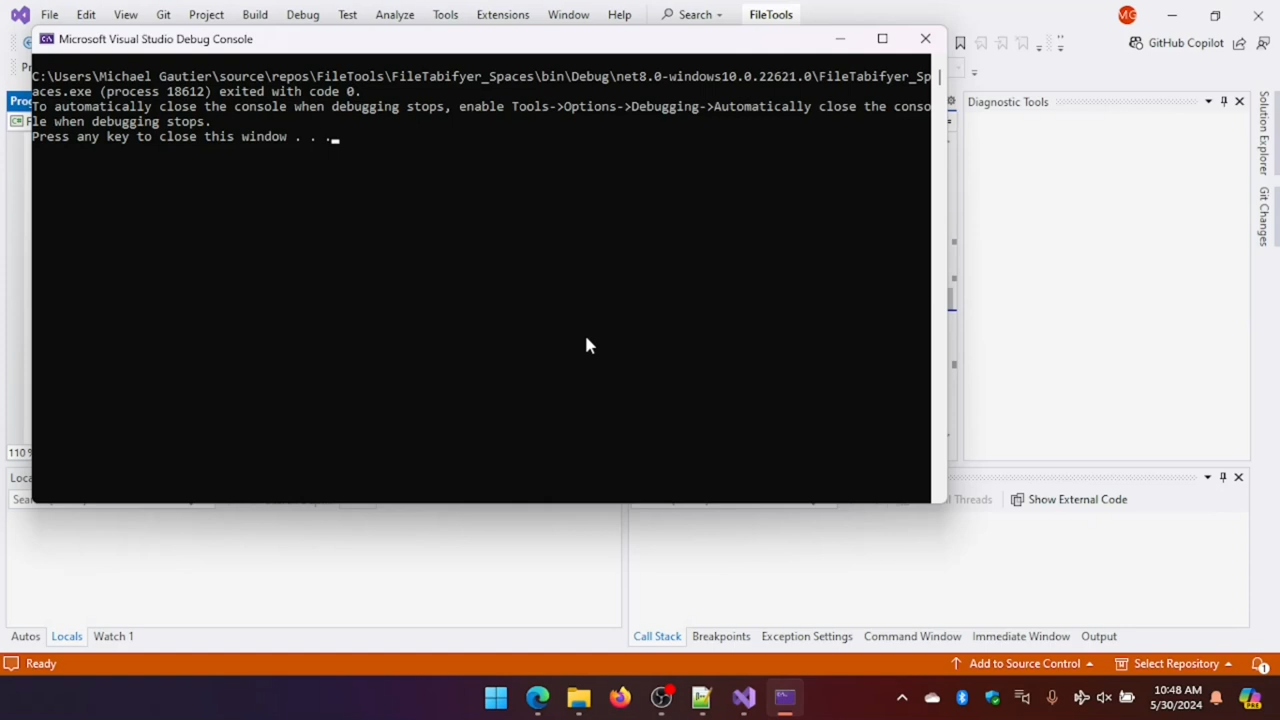 File Edit View Git Project Build Debug Test Analyze Tools Extensions Window Help Search FileTools MG
Microsoft Visual Studio Debug Console
GitHub Copilot
C:\Users\Michael Gautier\source\repos\FileTools\FileTabifyer_Spaces\bin\Debug\net8.0-windows10.0.22621.0\FileTabifyer_Sp
aces.exe (process 18612) exited with code 0.
To automatically close the console when debugging stops, enable Tools->Options->Debugging->Automatically close the conso
le when debugging stops.
Press any key to close this window . . .
Diagnostic Tools
Solution Explorer
Git Changes
110 %
Threads Show External Code
Autos Locals Watch 1
Call Stack Breakpoints Exception Settings Command Window Immediate Window Output
Ready
Add to Source Control Select Repository 1
10:48 AM
5/30/2024
PRE